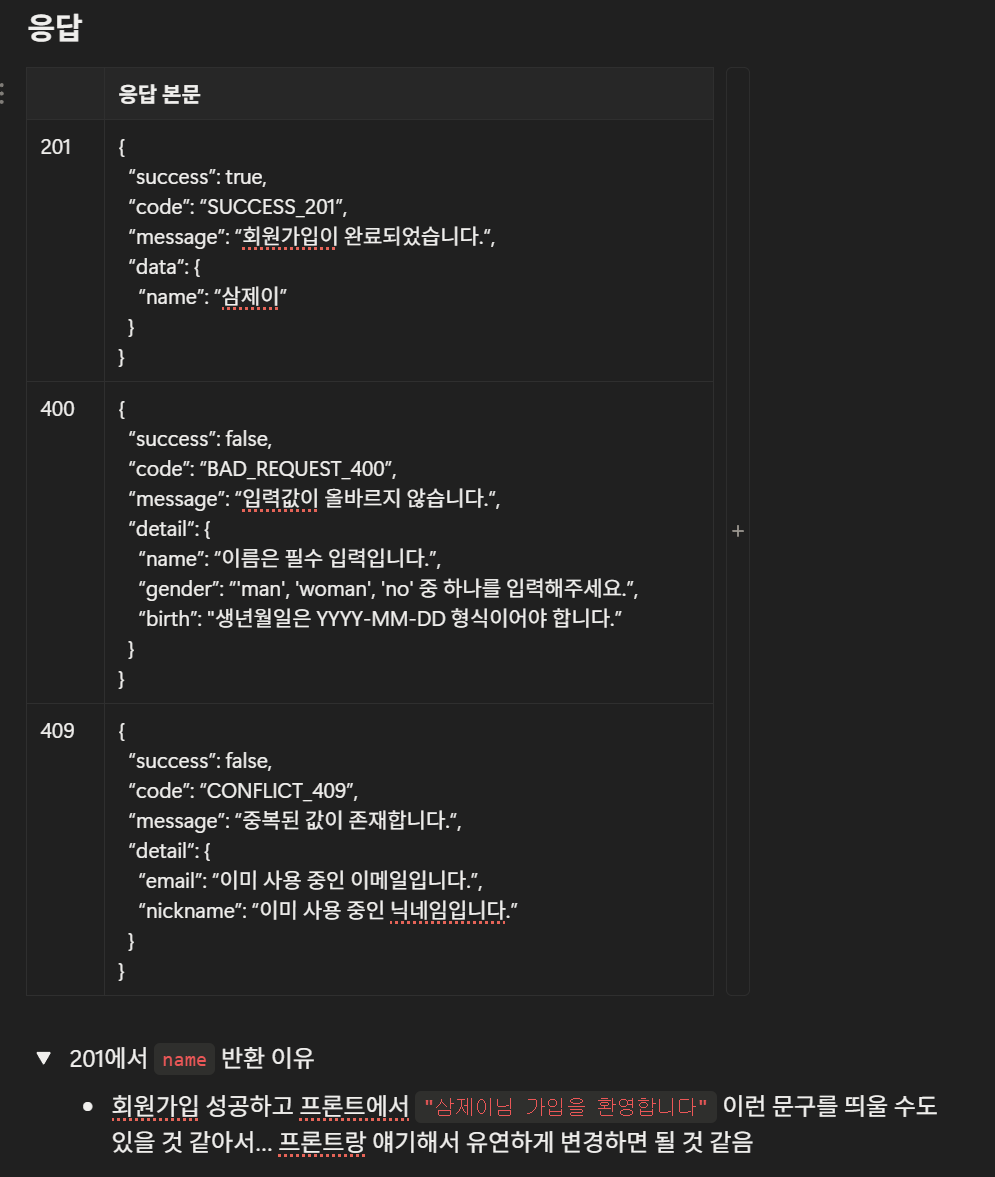 응답
응답 본문
201
{
“success”: true,
“code”: “SUCCESS_201”,
“message”: “회원가입이 완료되었습니다.“,
“data”: {
“name”: “삼제이”
}
}
400
{
“success”: false,
“code”: “BAD_REQUEST_400”,
“message”: “입력값이 올바르지 않습니다.“,
“detail“: {
“name”: “이름은 필수 입력입니다.”,
“gender”: “'man', 'woman', 'no' 중 하나를 입력해주세요.”,
“birth”: "생년월일은 YYYY-MM-DD 형식이어야 합니다.”
}
}
409
{
“success”: false,
“code”: “CONFLICT_409”,
“message”: “중복된 값이 존재합니다.“,
“detail“: {
“email”: “이미 사용 중인 이메일입니다.”,
“nickname”: “이미 사용 중인 닉네임입니다.”
}
}
201에서 name 반환 이유
회원가입 성공하고 프론트에서 "삼제이님 가입을 환영합니다" 이런 문구를 띄울 수도
있을 것 같아서... 프론트랑 얘기해서 유연하게 변경하면 될 것 같음